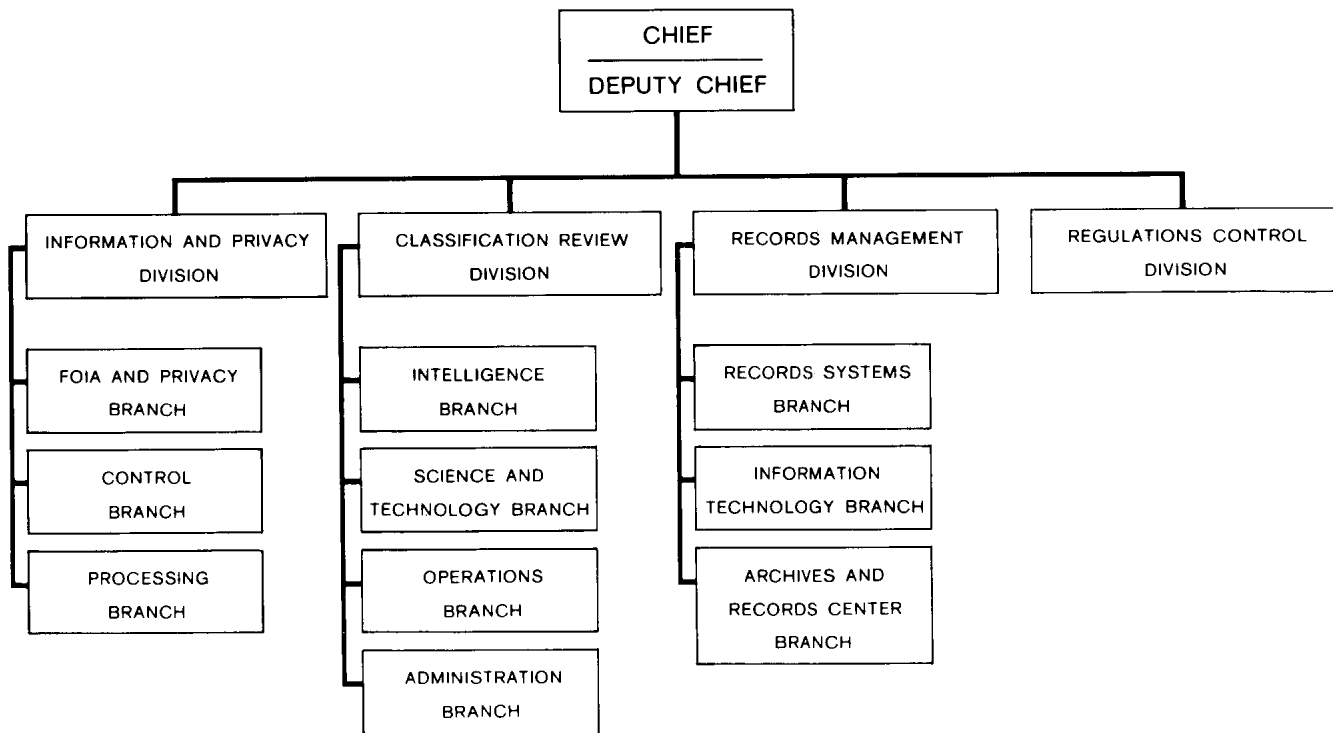 CHIEF
DEPUTY CHIEF
INFORMATION AND PRIVACY
DIVISION
CLASSIFICATION REVIEW
DIVISION
RECORDS MANAGEMENT
DIVISION
REGULATIONS CONTROL
DIVISION
FOIA AND PRIVACY
BRANCH
CONTROL
BRANCH
PROCESSING
BRANCH
INTELLIGENCE
BRANCH
SCIENCE AND
TECHNOLOGY BRANCH
OPERATIONS
BRANCH
ADMINISTRATION
BRANCH
RECORDS SYSTEMS
BRANCH
INFORMATION
TECHNOLOGY BRANCH
ARCHIVES AND
RECORDS CENTER
BRANCH